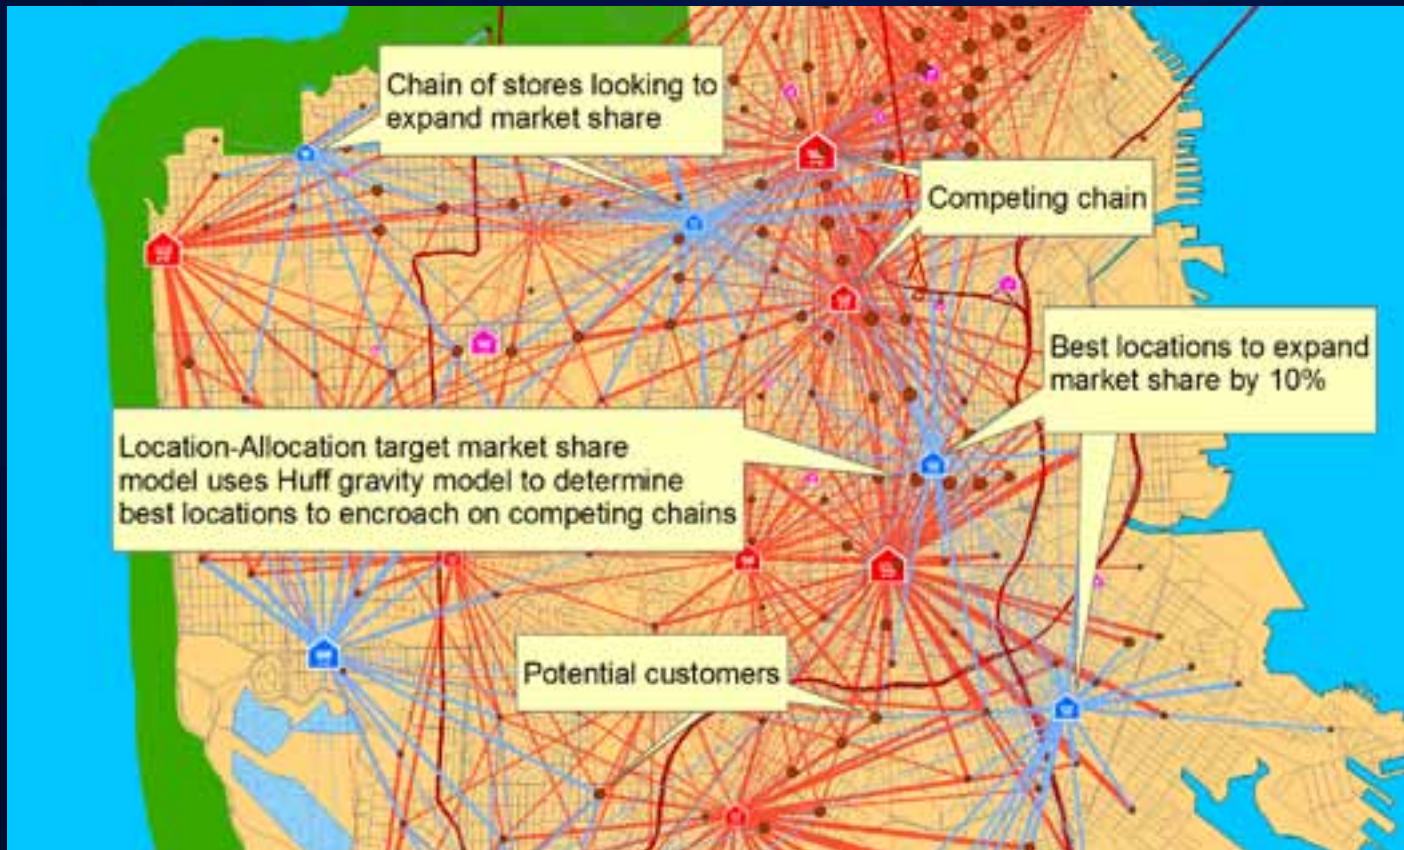 Chain of stores looking to
expand market share
Competing chain
Best locations to expand
market share by 10%
Location-Allocation target market share
model uses Huff gravity model to determine
best locations to encroach on competing chains
Potential customers